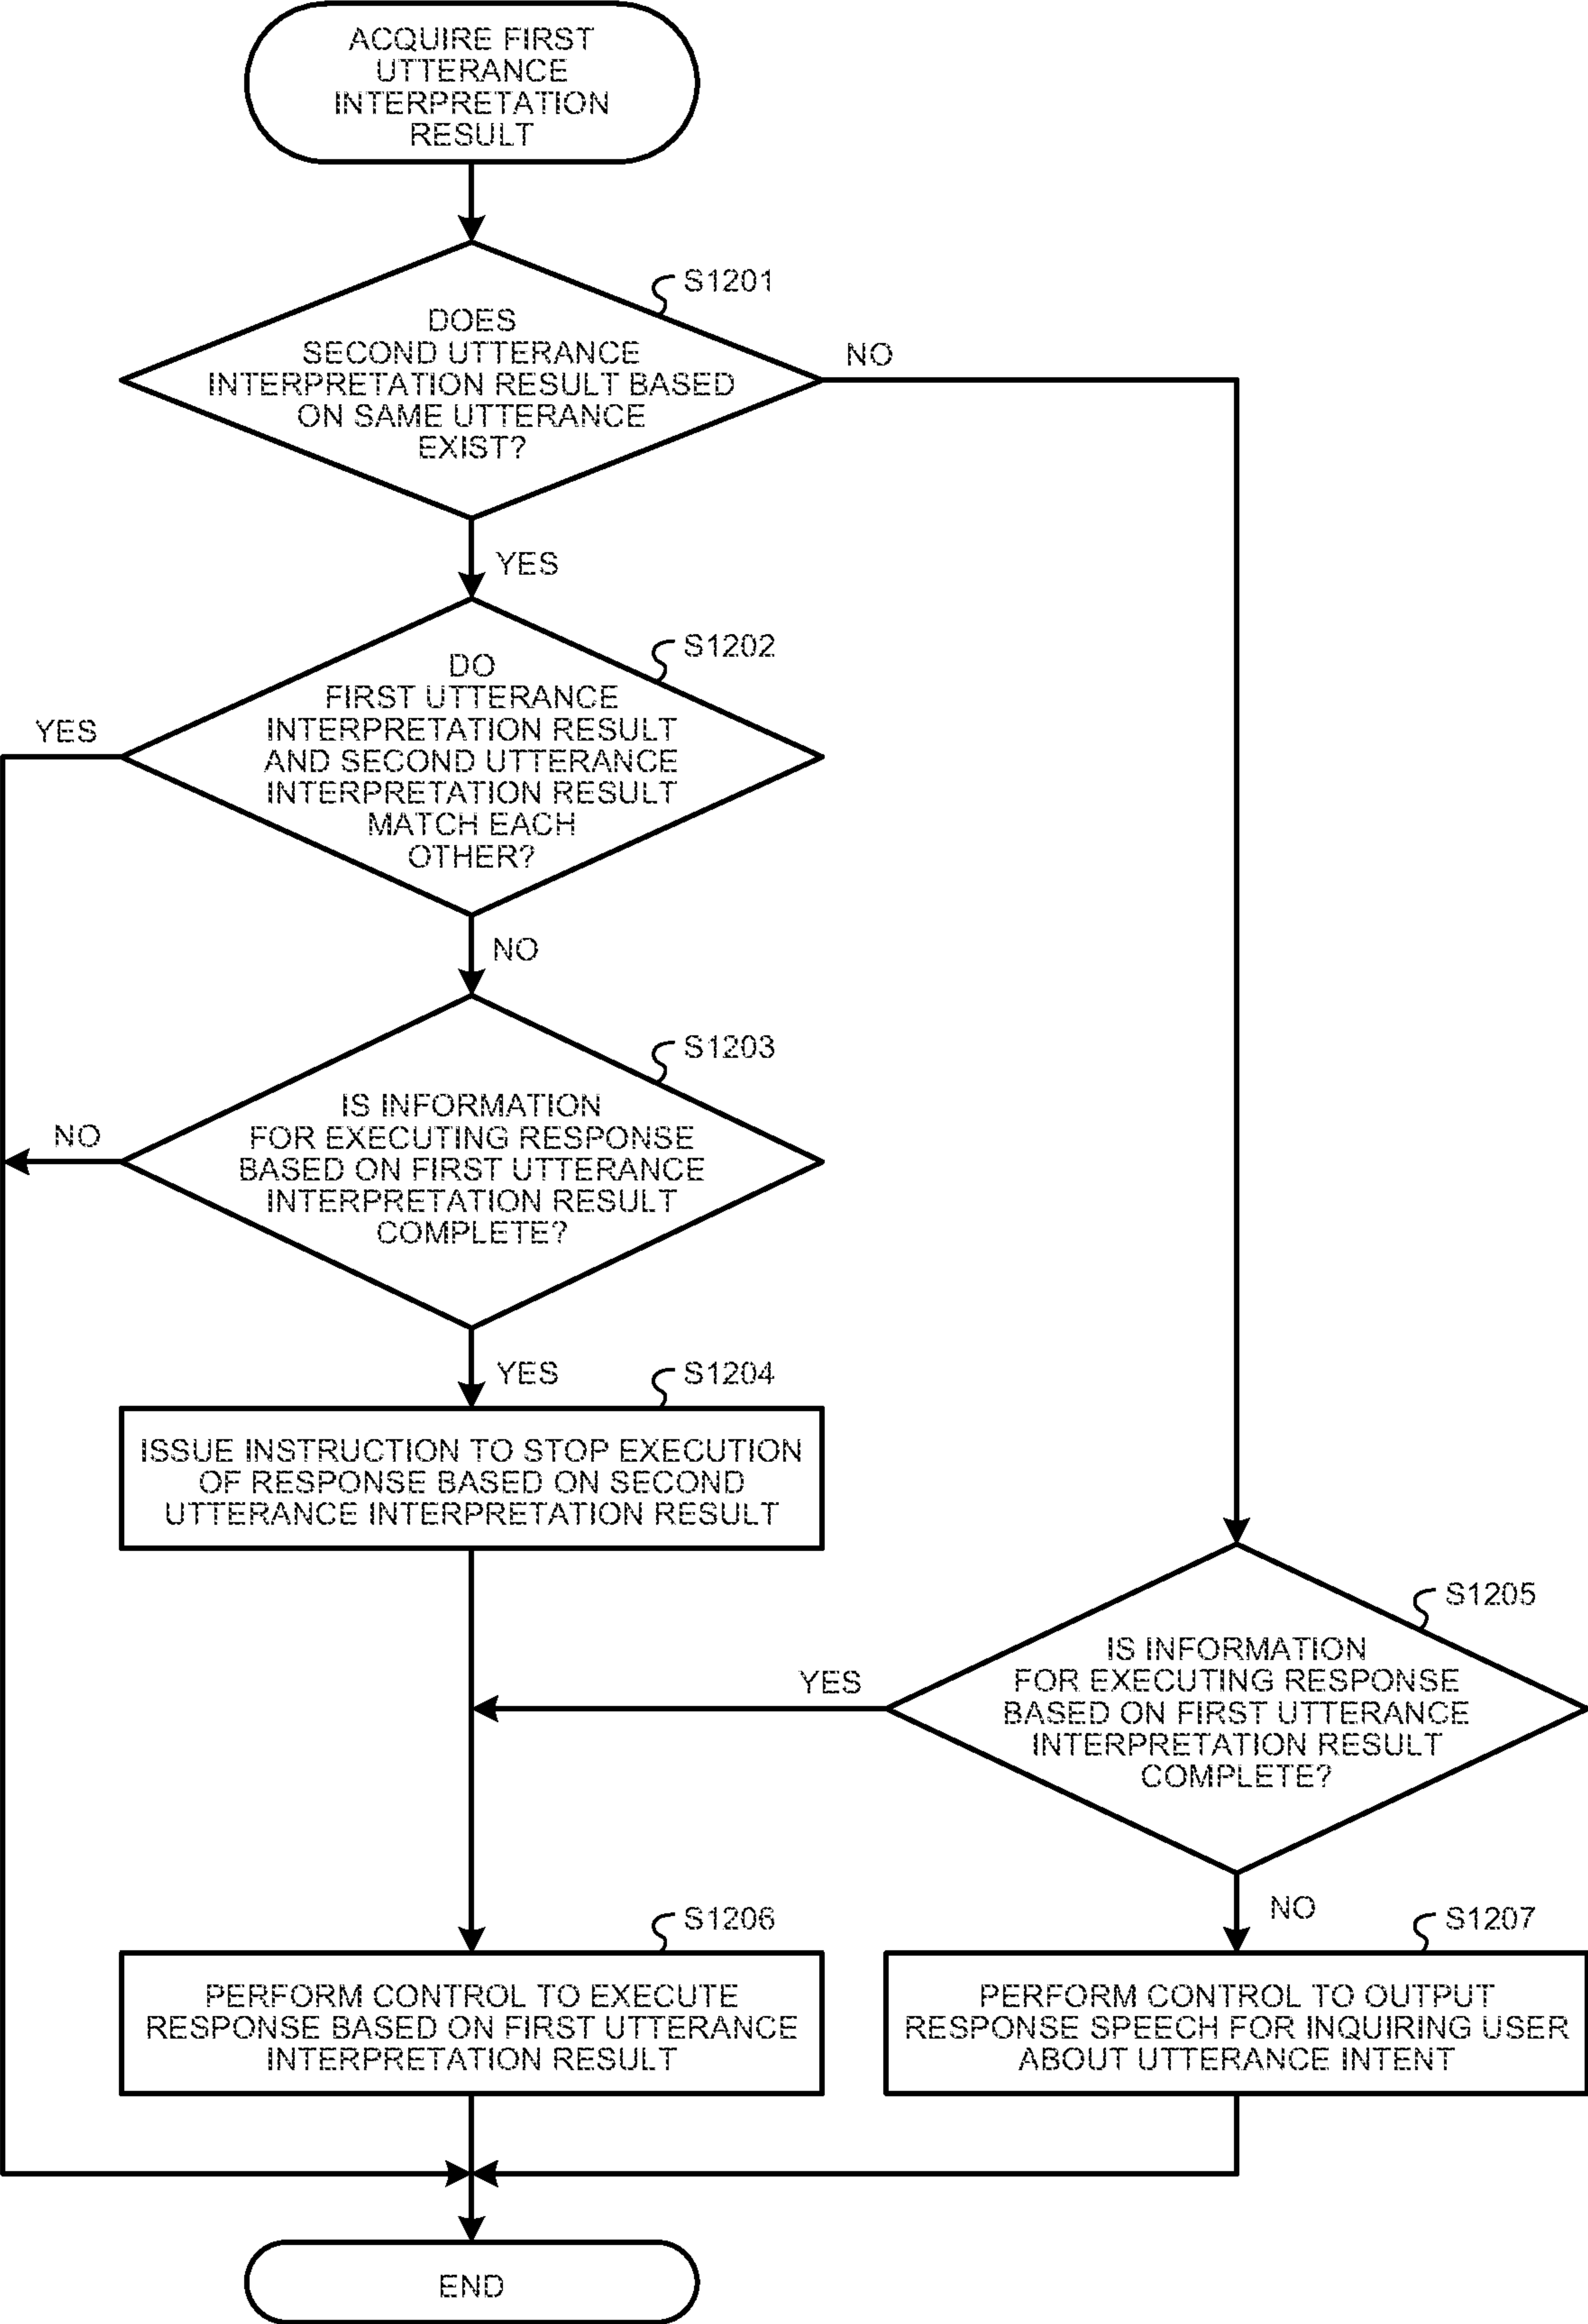 ACQUIRE FIRST
UTTERANCE
INTERPRETATION
RESULT
S1201
DOES
SECOND UTTERANCE
INTERPRETATION RESULT BASED
ON SAME UTTERANCE
EXIST?
NO
YES
S1202
DO
FIRST UTTERANCE
INTERPRETATION RESULT
AND SECOND UTTERANCE
INTERPRETATION RESULT
MATCH EACH
OTHER?
YES
NO
S1203
IS INFORMATION
FOR EXECUTING RESPONSE
BASED ON FIRST UTTERANCE
INTERPRETATION RESULT
COMPLETE?
NO
YES
S1204
ISSUE INSTRUCTION TO STOP EXECUTION
OF RESPONSE BASED ON SECOND
UTTERANCE INTERPRETATION RESULT
S1205
IS INFORMATION
FOR EXECUTING RESPONSE
BASED ON FIRST UTTERANCE
INTERPRETATION RESULT
COMPLETE?
YES
NO
S1206
PERFORM CONTROL TO EXECUTE
RESPONSE BASED ON FIRST UTTERANCE
INTERPRETATION RESULT
S1207
PERFORM CONTROL TO OUTPUT
RESPONSE SPEECH FOR INQUIRING USER
ABOUT UTTERANCE INTENT
END